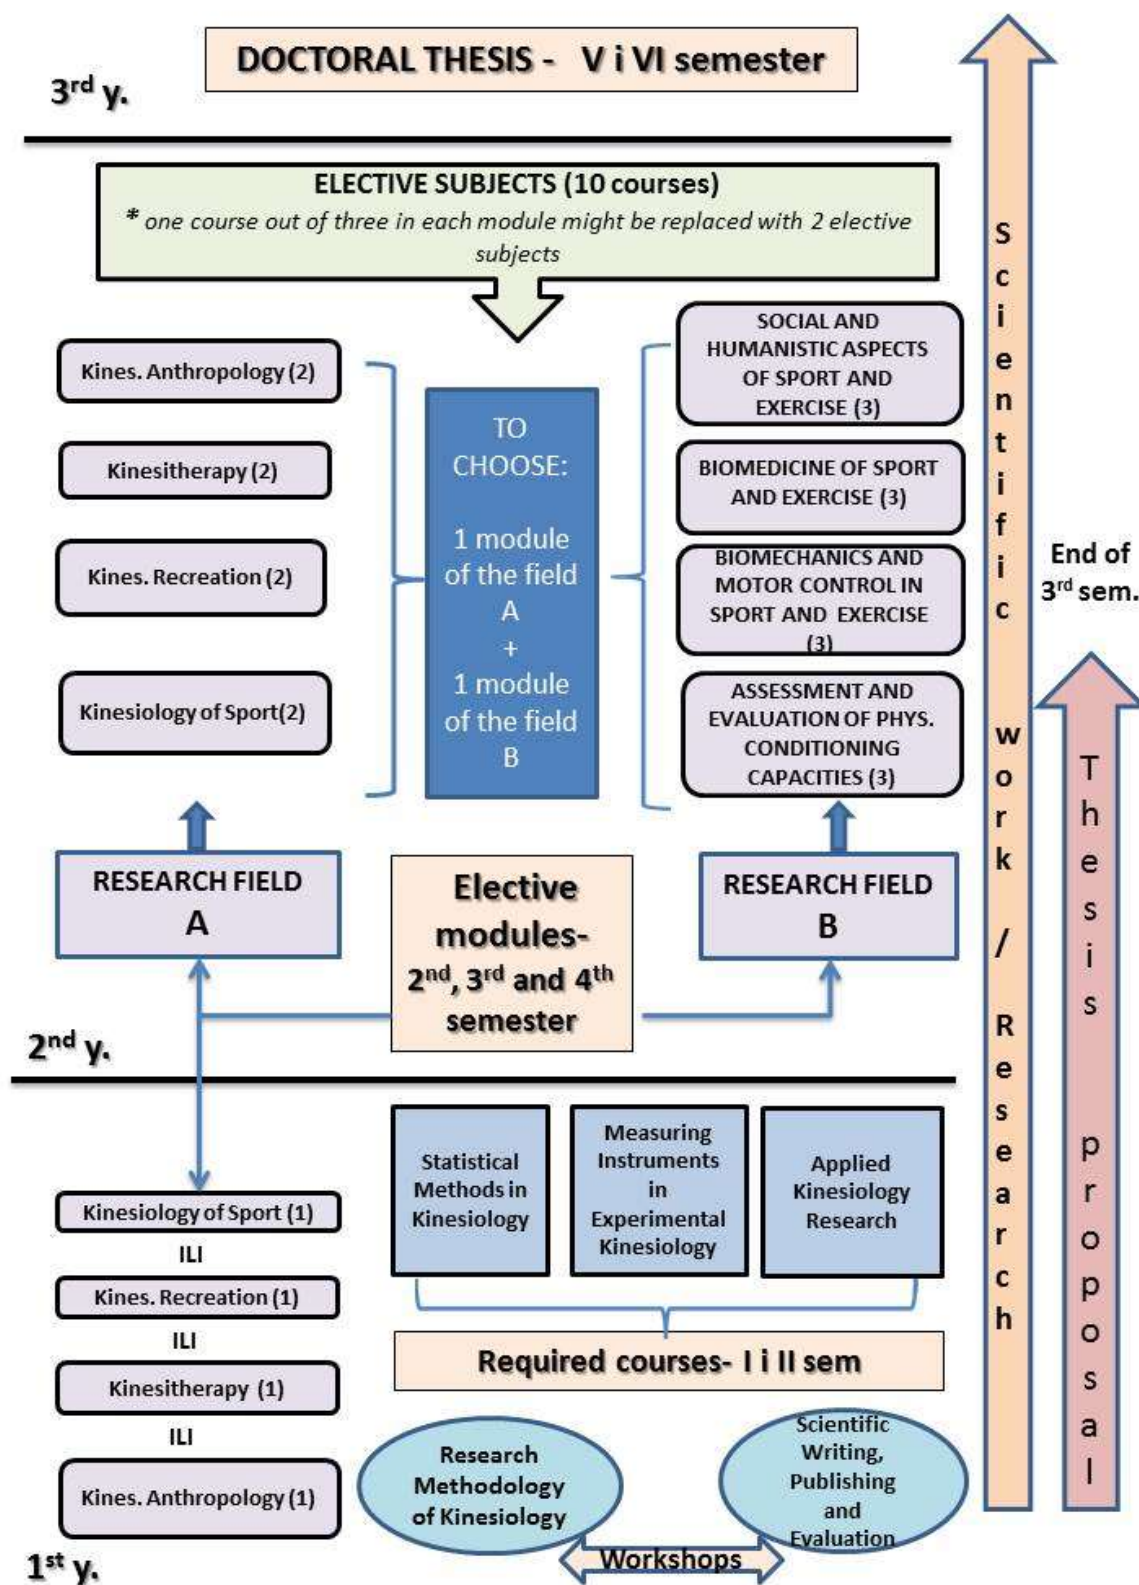 DOCTORAL THESIS - V i VI semester
3rd y.
ELECTIVE SUBJECTS (10 courses)
* one course out of three in each module might be replaced with 2 elective
subjects
Kines. Anthropology (2)
Kinesitherapy (2)
Kines. Recreation (2)
Kinesiology of Sport(2)
TO
CHOOSE:
1 module
of the field
A
+
1 module
of the field
B
SOCIAL AND
HUMANISTIC ASPECTS
OF SPORT AND
EXERCISE (3)
BIOMEDICINE OF SPORT
AND EXERCISE (3)
BIOMECHANICS AND
MOTOR CONTROL IN
SPORT AND EXERCISE
(3)
ASSESSMENT AND
EVALUATION OF PHYS.
CONDITIONING
CAPACITIES (3)
RESEARCH FIELD
A
Elective
modules-
2nd, 3rd and 4th
semester
RESEARCH FIELD
B
2nd y.
Statistical
Methods in
Kinesiology
Measuring
Instruments
in
Experimental
Kinesiology
Applied
Kinesiology
Research
Kinesiology of Sport (1)
ILI
Kines. Recreation (1)
ILI
Kinesitherapy (1)
ILI
Kines. Anthropology (1)
Required courses- I i II sem
Research
Methodology
of Kinesiology
Scientific
Writing,
Publishing
and
Evaluation
Workshops
1st y.
Scientific work / Research
End of
3rd sem.
Thesis proposal